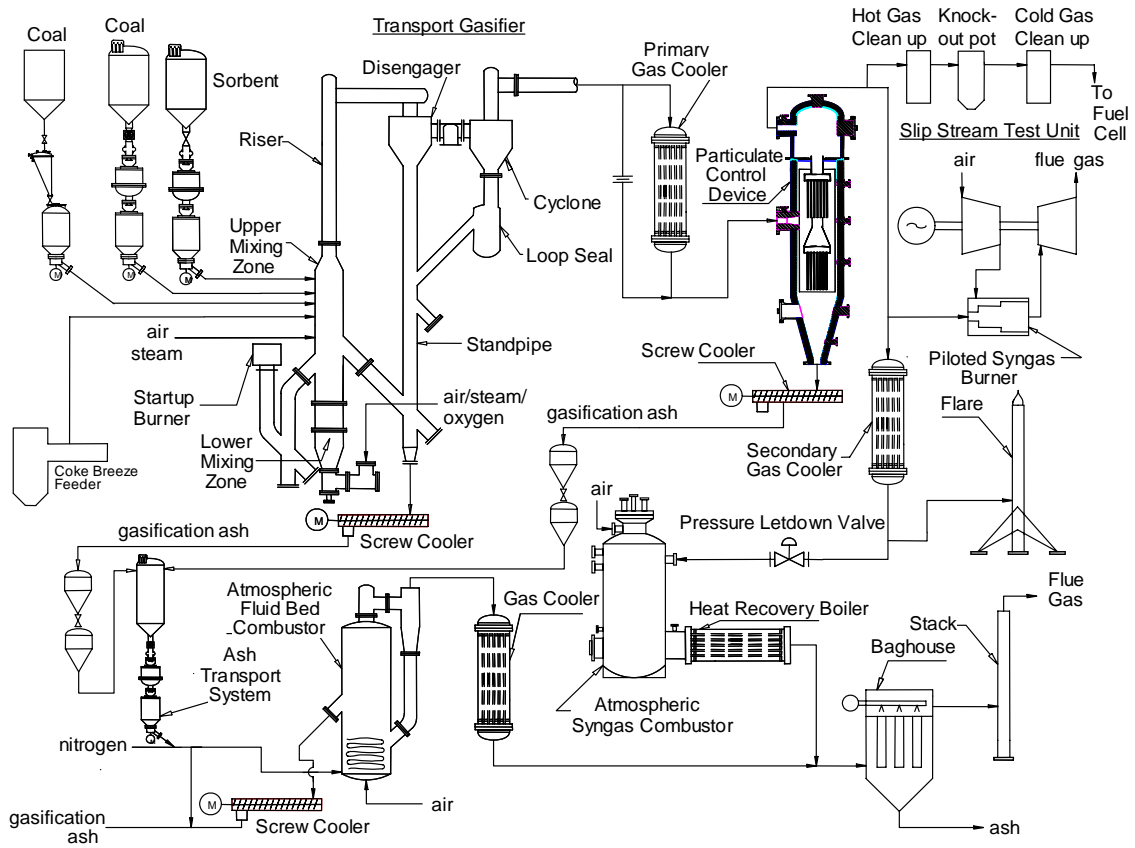 Transport Gasifier
Coal
Coal
Sorbent
Disengager
Riser
Cyclone
Upper
Mixing
Zone
Loop Seal
M
M
M
air
steam
Standpipe
Startup
Burner
air/steam/
oxygen
Lower
Mixing
Zone
Coke Breeze
Feeder
M
Screw Cooler
Primary
Gas Cooler
Particulate
Control
Device
Hot Gas
Clean up
Knock-
out pot
Cold Gas
Clean up
To
Fuel
Cell
Slip Stream Test Unit
air
flue gas
Piloted Syngas
Burner
Screw Cooler
M
gasification ash
Secondary
Gas Cooler
Flare
air
Pressure Letdown Valve
gasification ash
Atmospheric
Fluid Bed
Combustor
Gas Cooler
Heat Recovery Boiler
Flue
Gas
Stack
Baghouse
Ash
Transport
System
Atmospheric
Syngas Combustor
nitrogen
M
air
gasification
ash
Screw Cooler
ash